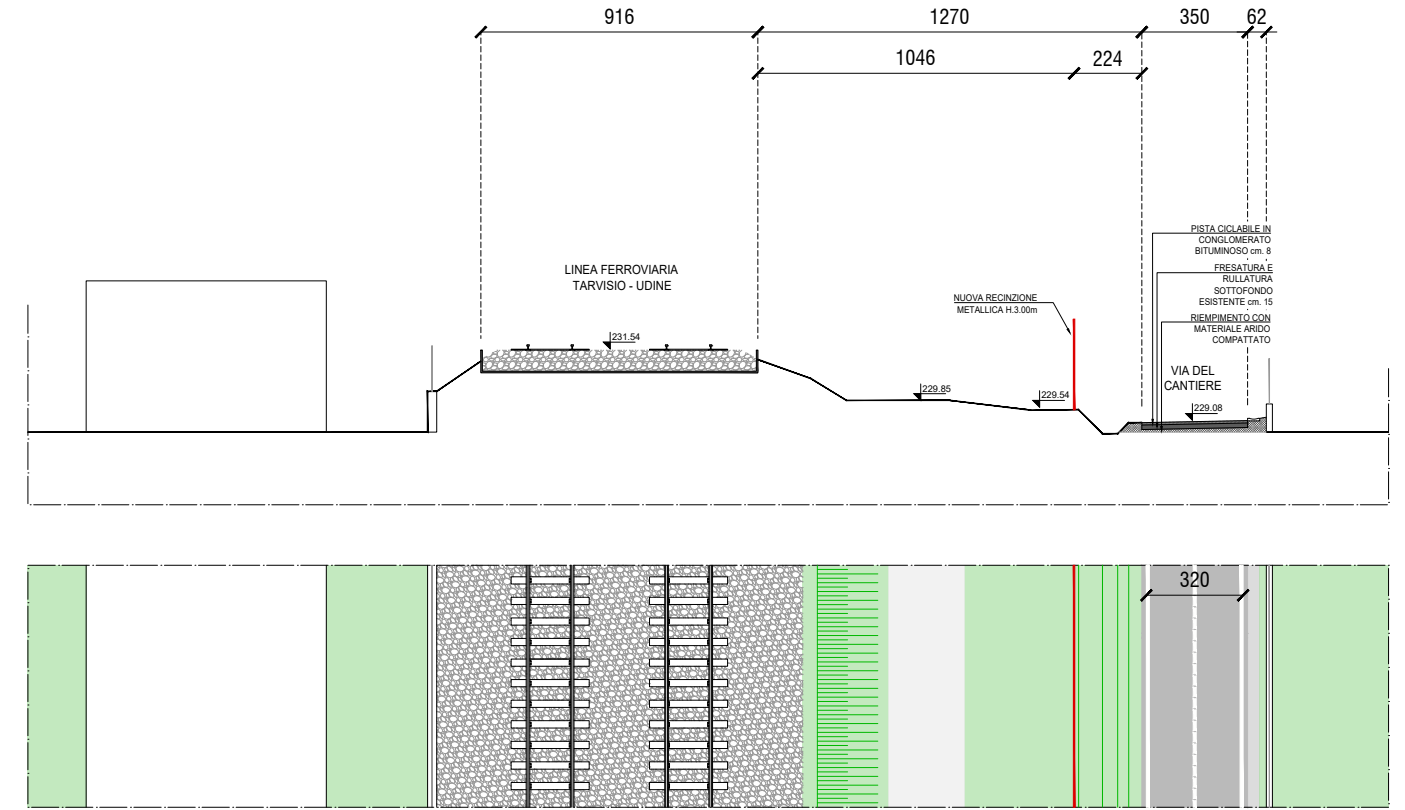 916
1270
350
62
1046
224
LINEA FERROVIARIA
TARVISIO - UDINE
231.54
NUOVA RECINZIONE
METALLICA H.3.00m
229.85
229.54
PISTA CICLABILE IN
CONGLOMERATO
BITUMINOSO cm. 8
FRESATURA E
RULLATURA
SOTTOFONDO
ESISTENTE cm. 15
RIEMPIMENTO CON
MATERIALE ARIDO
COMPATTATO
VIA DEL
CANTIERE
229.08
320